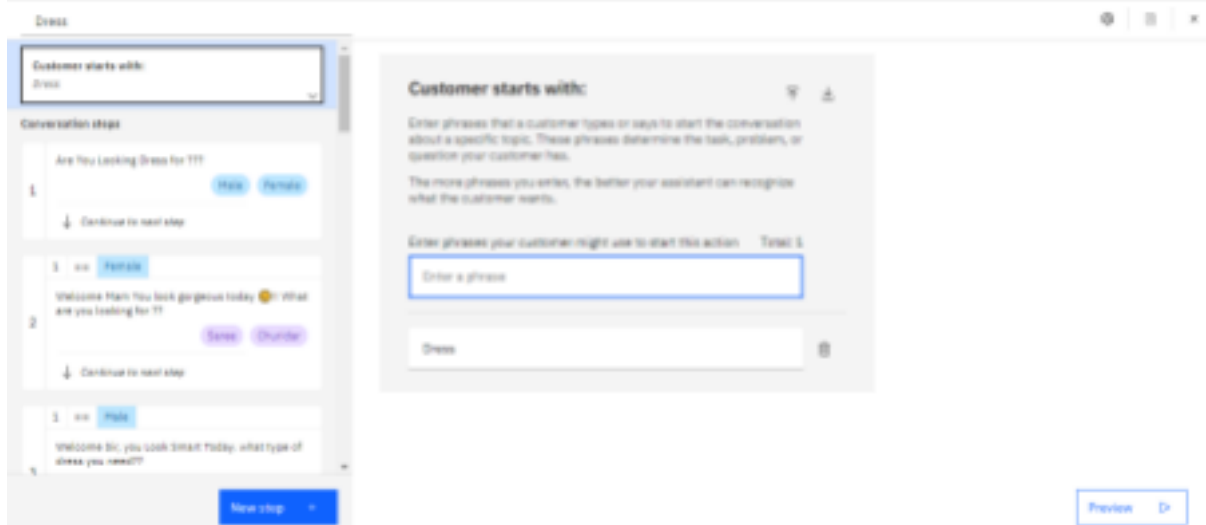 Dress
Customer starts with:
Dress
Conversation steps
Are You Looking Dress for ???
1
Male Female
Continue to next step
1 == Female
Welcome Mam You look gorgeous today 😊!! What
are you looking for ??
2
Saree Churidar
Continue to next step
1 == Male
Welcome Sir, you Look Smart Today, what type of
dress you need??
3
New step
Customer starts with:
Enter phrases that a customer types or says to start the conversation
about a specific topic. These phrases determine the task, problem, or
question your customer has.
The more phrases you enter, the better your assistant can recognize
what the customer wants.
Enter phrases your customer might use to start this action Total: 1
Enter a phrase
Dress
Preview